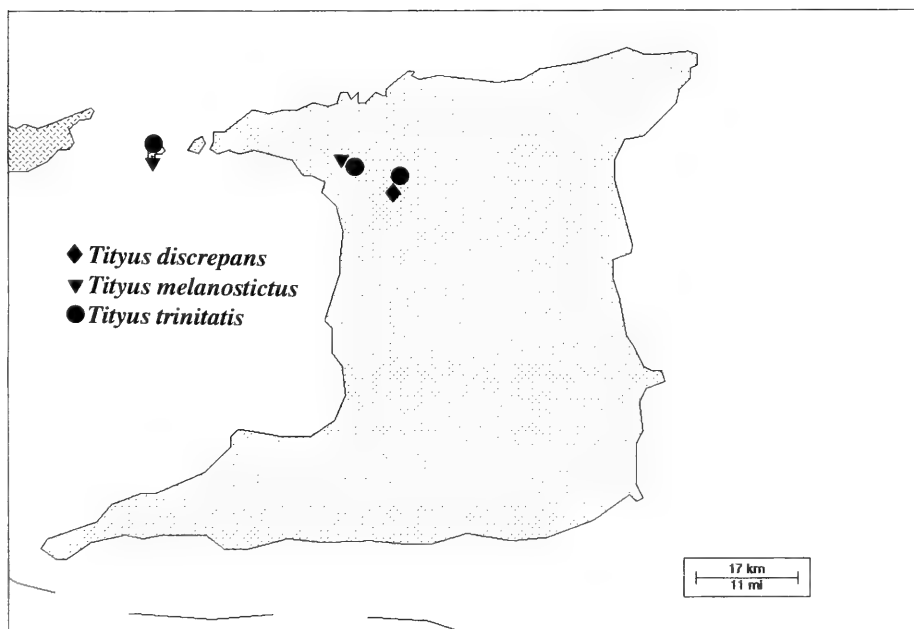 Tityus discrepans
Tityus melanostictus
Tityus trinitatis
17 km
11 mi